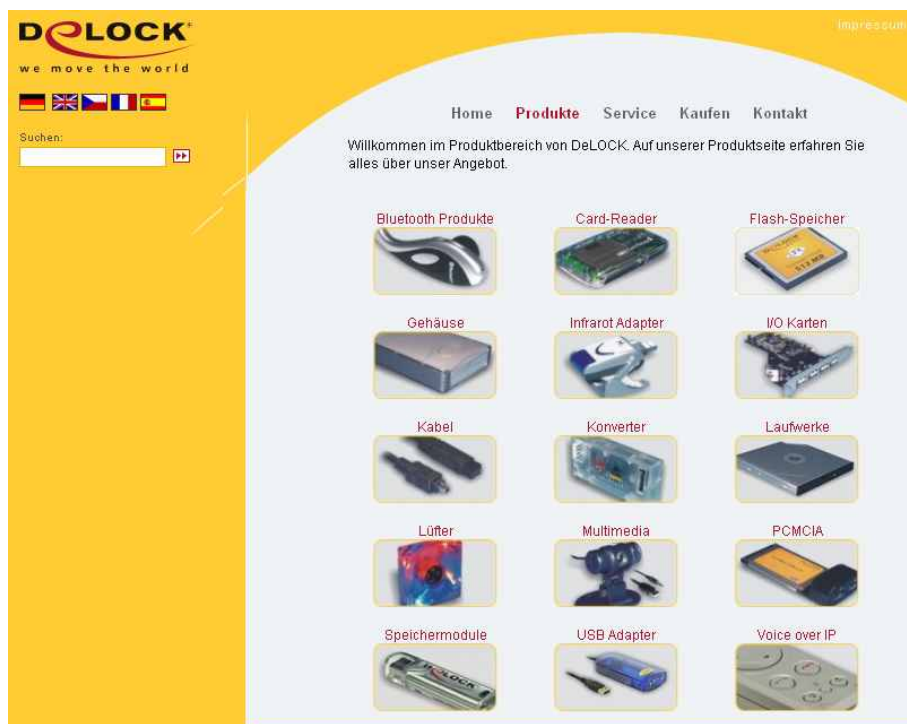 DeLOCK
we move the world
impressum
Home Produkte Service Kaufen Kontakt
Suchen:
Willkommen im Produktbereich von DeLOCK. Auf unserer Produktseite erfahren Sie
alles über unser Angebot.
Bluetooth Produkte Card-Reader Flash-Speicher
Gehäuse Infrarot Adapter I/O Karten
Kabel Konverter Laufwerke
Lüfter Multimedia PCMCIA
Speichermodule USB Adapter Voice over IP
DeLOCK